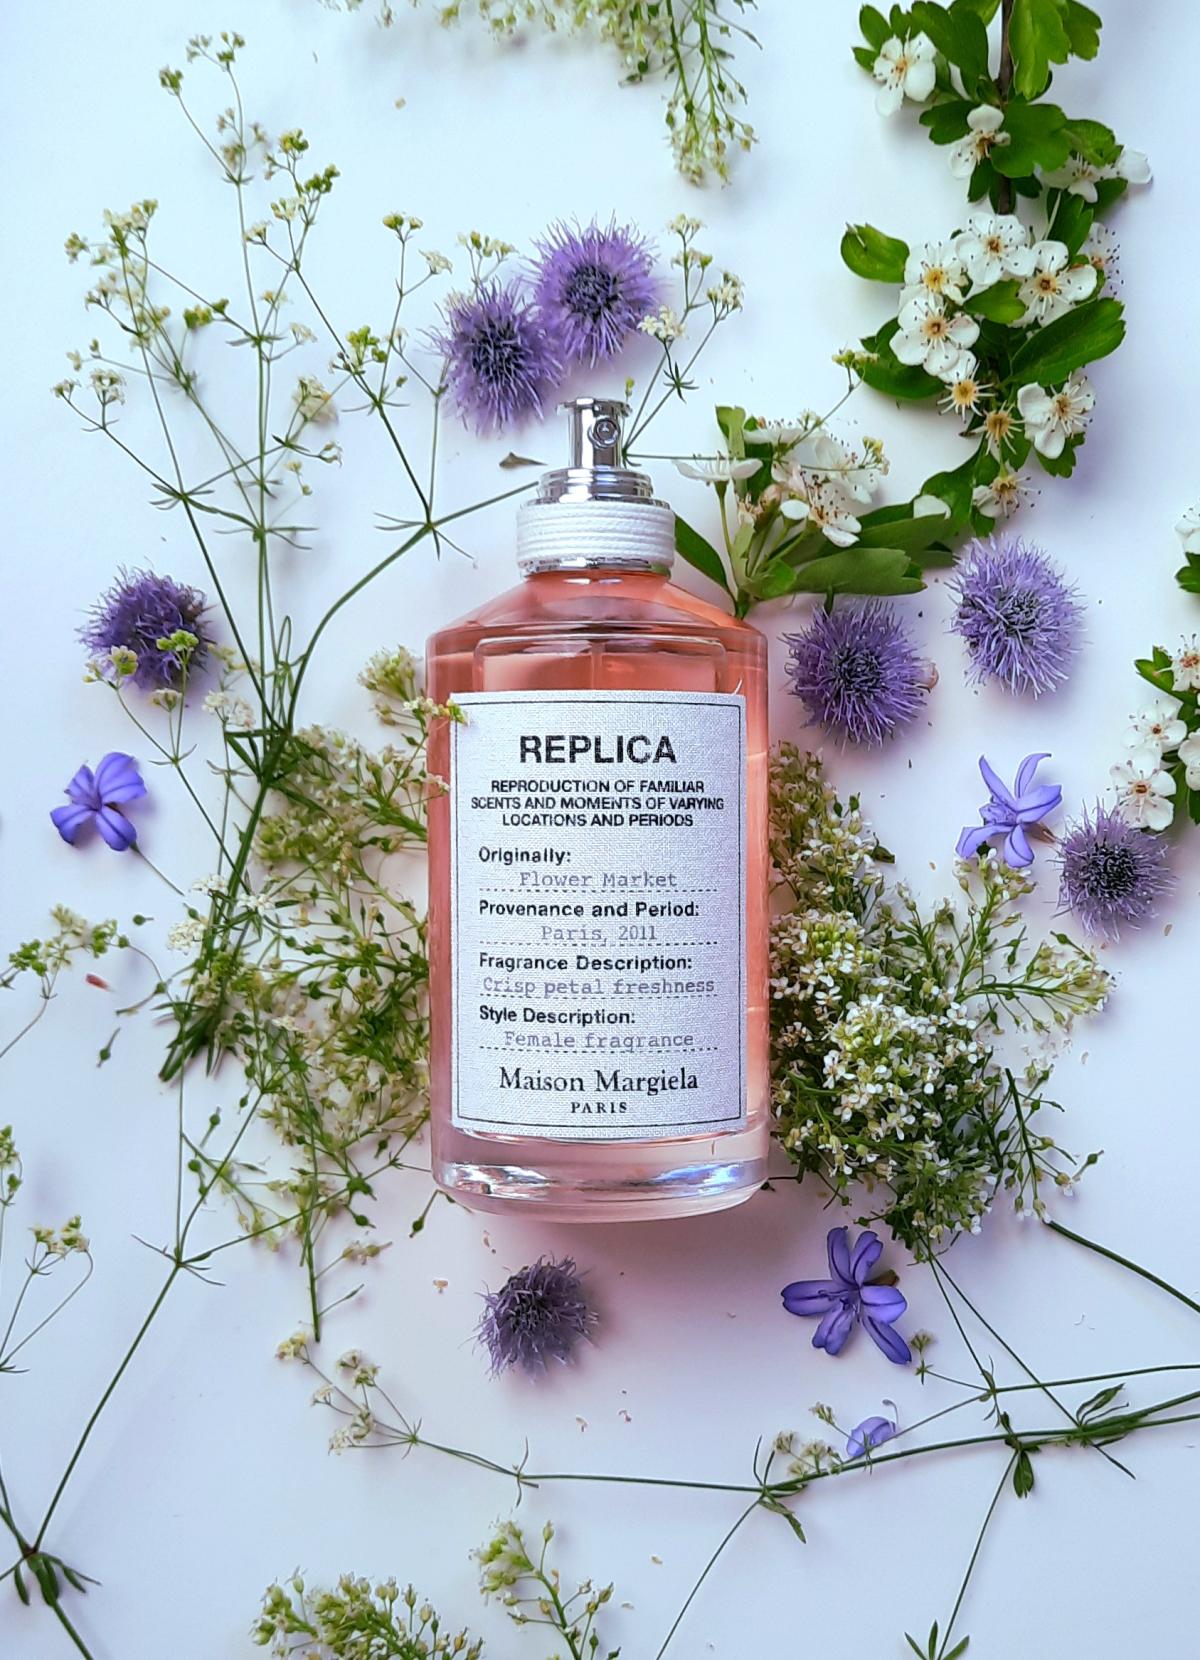 REPLICA
REPRODUCTION OF FAMILIAR
SCENTS AND MOMENTS OF VARYING
LOCATIONS AND PERIODS
Originally:
Flower Market
Provenance and Period:
Paris, 2011
Fragrance Description:
Crisp petal freshness
Style Description:
Female fragrance
Maison Margiela
PARIS